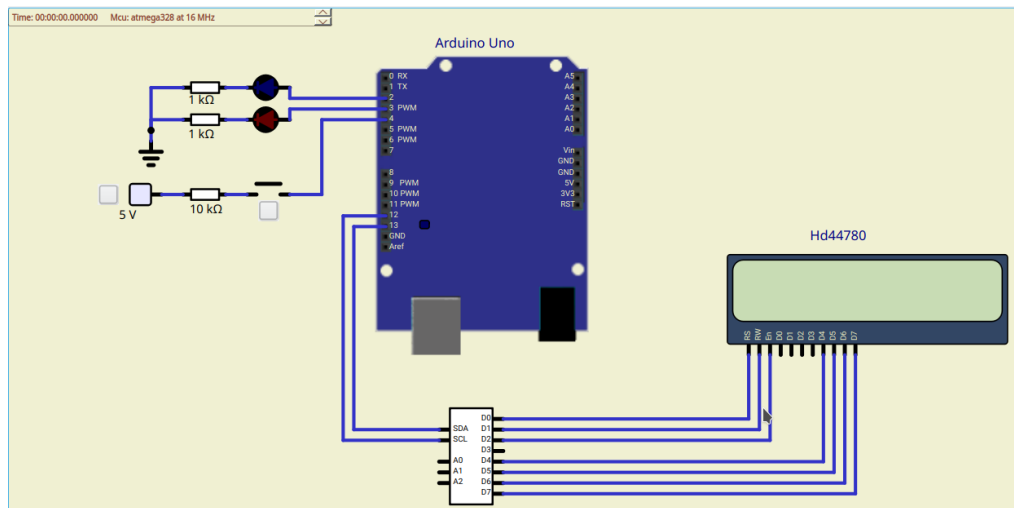 Time: 00:00:00.000000 Mcu: atmega328 at 16 MHz
Arduino Uno
0 RX
1 TX
2
3 PWM
4
5 PWM
6 PWM
7
8
9 PWM
10 PWM
11 PWM
12
13
GND
Aref
A5
A4
A3
A2
A1
A0
Vin
GND
GND
5V
3V3
RST
1 kΩ
1 kΩ
5 V
10 kΩ
Hd44780
RS
RW
En
D0
D1
D2
D3
D4
D5
D6
D7
SDA
SCL
A0
A1
A2
D0
D1
D2
D3
D4
D5
D6
D7